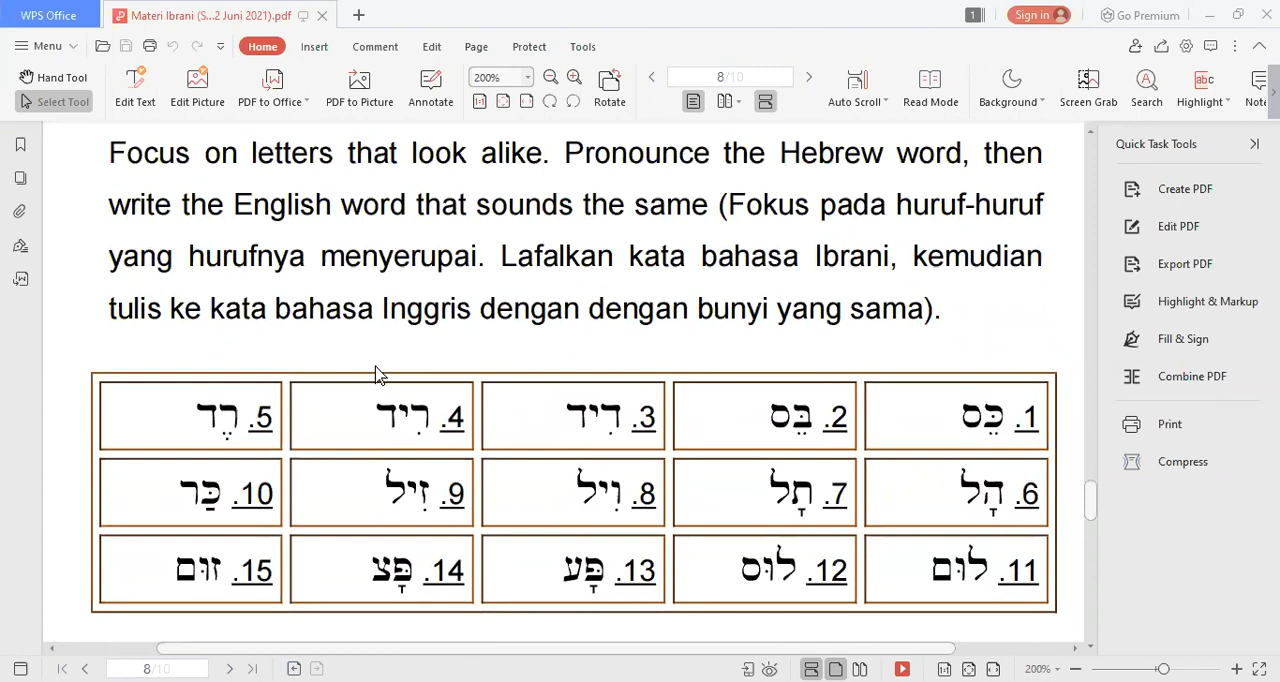 WPS Office
Materi Ibrani (S...2 Juni 2021).pdf
1
Sign in
Go Premium
Menu
Home
Insert
Comment
Edit
Page
Protect
Tools
Hand Tool
Select Tool
Edit Text
Edit Picture
PDF to Office
PDF to Picture
Annotate
200%
Rotate
8/10
Auto Scroll
Read Mode
Background
Screen Grab
Search
Highlight
Focus on letters that look alike. Pronounce the Hebrew word, then
write the English word that sounds the same (Fokus pada huruf-huruf
yang hurufnya menyerupai. Lafalkan kata bahasa Ibrani, kemudian
tulis ke kata bahasa Inggris dengan dengan bunyi yang sama).
1. כֵּס
2. בֵּס
3. דִיד
4. רִיד
5. רֶד
6. הָל
7. תָל
8. וִיל
9. זִיל
10. כַּר
11. לוּם
12. לוּס
13. פָּע
14. פָּצ
15. זוּם
Quick Task Tools
Create PDF
Edit PDF
Export PDF
Highlight & Markup
Fill & Sign
Combine PDF
Print
Compress
8/10
200%